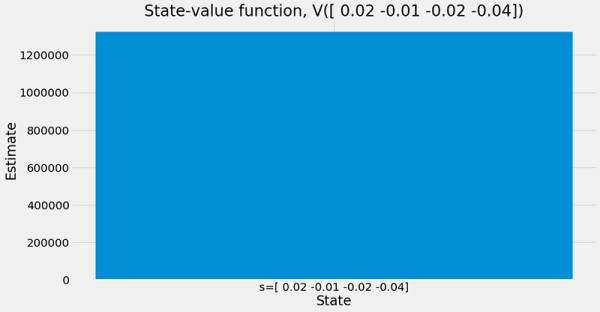 State-value function, V([ 0.02 -0.01 -0.02 -0.04])
1200000
1000000
800000
600000
400000
200000
0
Estimate
s=[ 0.02 -0.01 -0.02 -0.04]
State